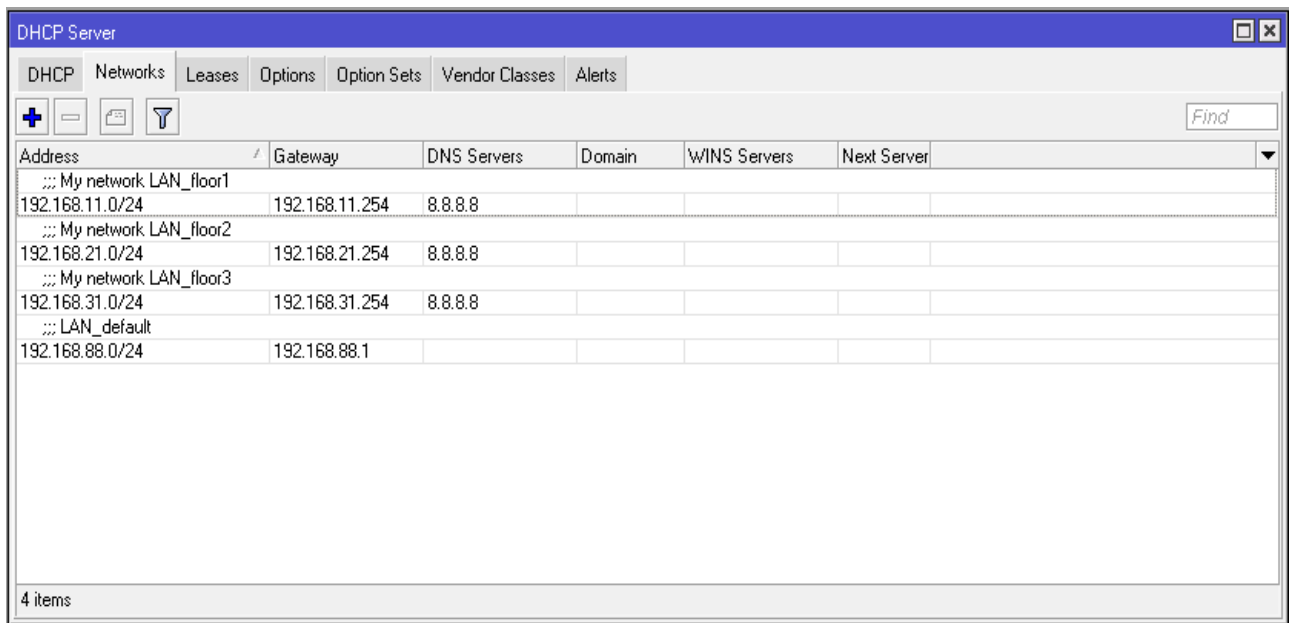 DHCP Server
DHCP Networks Leases Options Option Sets Vendor Classes Alerts
Find
Address Gateway DNS Servers Domain WINS Servers Next Server
;;; My network LAN_floor1
192.168.11.0/24 192.168.11.254 8.8.8.8
;;; My network LAN_floor2
192.168.21.0/24 192.168.21.254 8.8.8.8
;;; My network LAN_floor3
192.168.31.0/24 192.168.31.254 8.8.8.8
;;; LAN_default
192.168.88.0/24 192.168.88.1
4 items